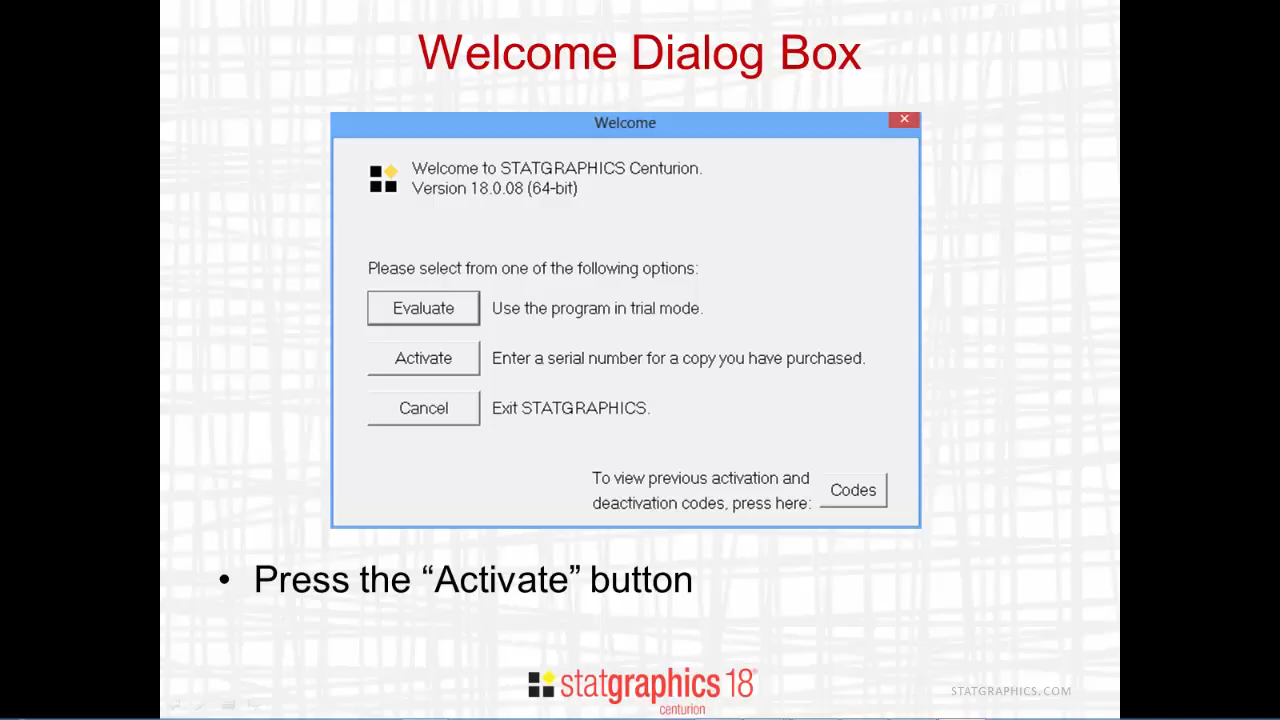 Welcome Dialog Box
Welcome
Welcome to STATGRAPHICS Centurion.
Version 18.0.08 (64-bit)
Please select from one of the following options:
Evaluate Use the program in trial mode.
Activate Enter a serial number for a copy you have purchased.
Cancel Exit STATGRAPHICS.
To view previous activation and
deactivation codes, press here: Codes
• Press the “Activate” button
statgraphics 18®
centurion
STATGRAPHICS.COM